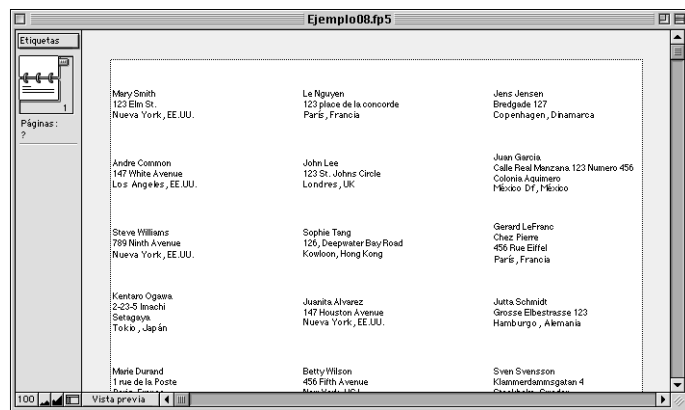 Ejemplo08.fp5
Etiquetas
1
Páginas:
?
Mary Smith
123 Elm St.
Nueva York, EE.UU.
Le Nguyen
123 place de la concorde
París, Francia
Jens Jensen
Bredgade 127
Copenhagen, Dinamarca
Andre Common
147 White Avenue
Los Angeles, EE.UU.
John Lee
123 St. Johns Circle
Londres, UK
Juan Garcia
Calle Real Manzana 123 Numero 456
Colonia Aquimero
México Df, México
Steve Williams
789 Ninth Avenue
Nueva York, EE.UU.
Sophie Tang
126, Deepwater Bay Road
Kowloon, Hong Kong
Gerard LeFranc
Chez Pierre
456 Rue Eiffel
París, Francia
Kentaro Ogawa
2-23-5 Imachi
Setagaya
Tokio, Japán
Juanita Alvarez
147 Houston Avenue
Nueva York, EE.UU.
Jutta Schmidt
Grosse Elbestrasse 123
Hamburgo, Alemania
Marie Durand
1 rue de la Poste
Betty Wilson
456 Fifth Avenue
Sven Svensson
Klammerdammsgatan 4
100
Vista previa